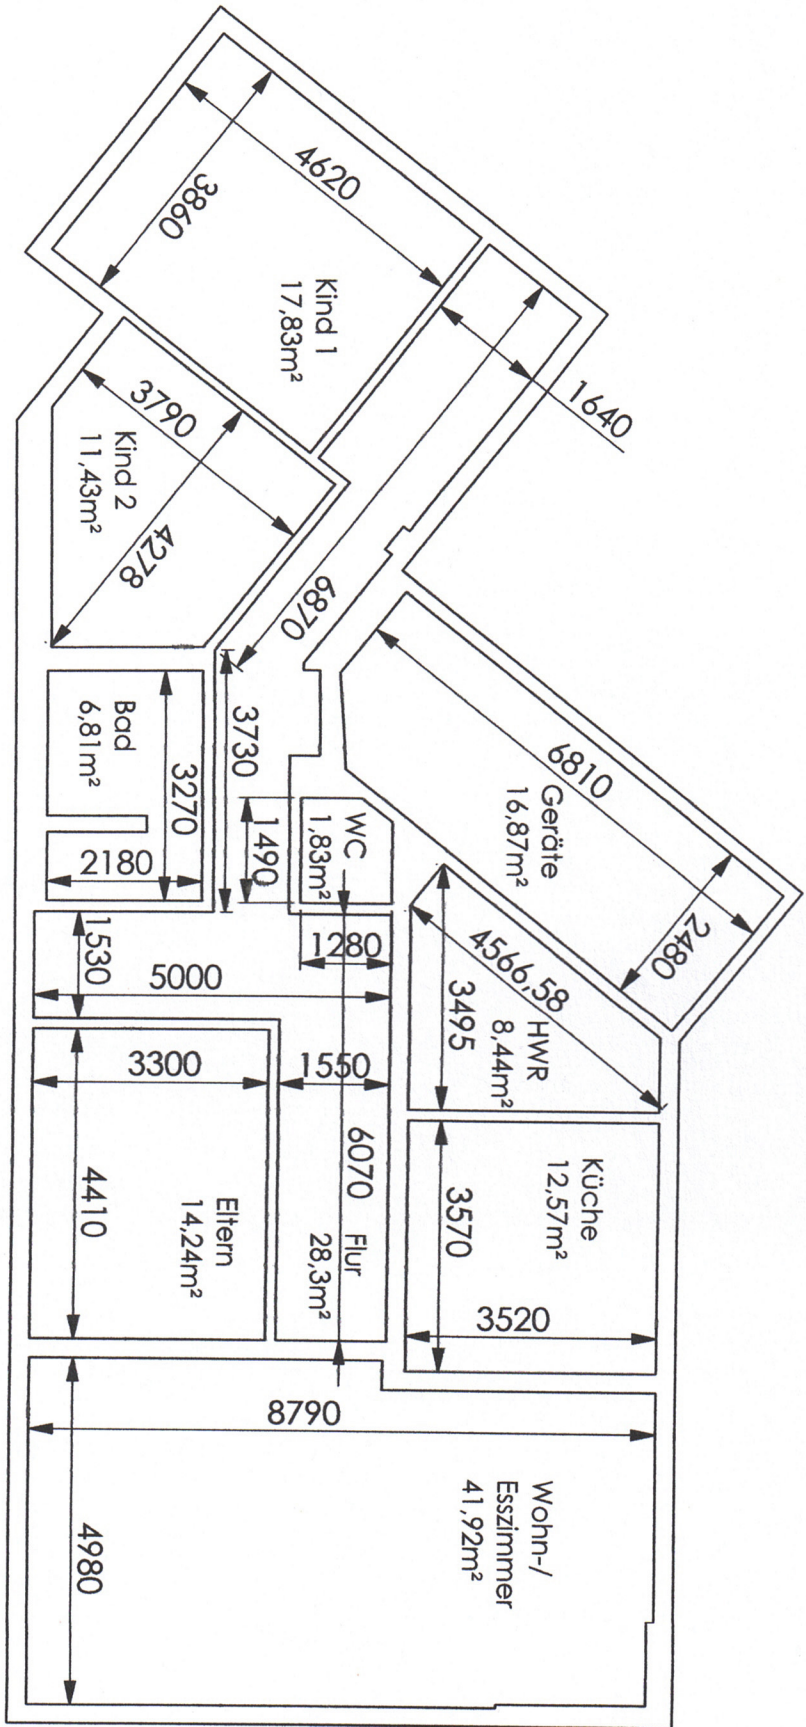 4620
3860
Kind 1
17,83m²
1640
3790
Kind 2
11,43m²
4278
6870
Bad
6,81m²
3270
2180
3730
1490
WC
1,83m²
1280
6810
Geräte
16,87m²
2480
4566,58
3495
HWR
8,44m²
1530
5000
3300
1550
4410
Eltern
14,24m²
6070
Flur
28,3m²
Küche
12,57m²
3570
3520
8790
Wohn-/
Esszimmer
41,92m²
4980